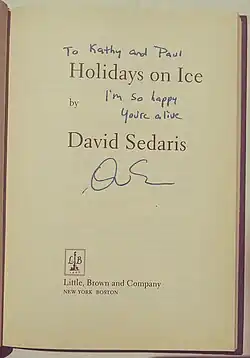 To Kathy and Paul
Holidays on Ice
by
I'm so happy
You're alive
David Sedaris
LB
Little, Brown and Company
NEW YORK BOSTON